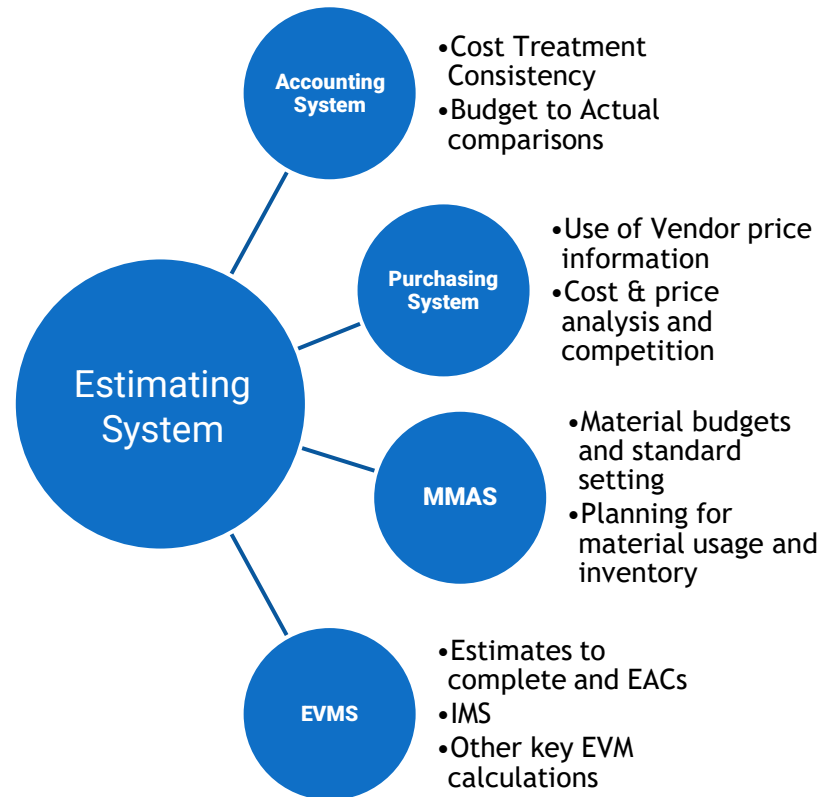 Accounting
System
•Cost Treatment
Consistency
•Budget to Actual
comparisons
Purchasing
System
•Use of Vendor price
information
•Cost & price
analysis and
competition
Estimating
System
MMAS
•Material budgets
and standard
setting
•Planning for
material usage and
inventory
EVMS
•Estimates to
complete and EACs
•IMS
•Other key EVM
calculations